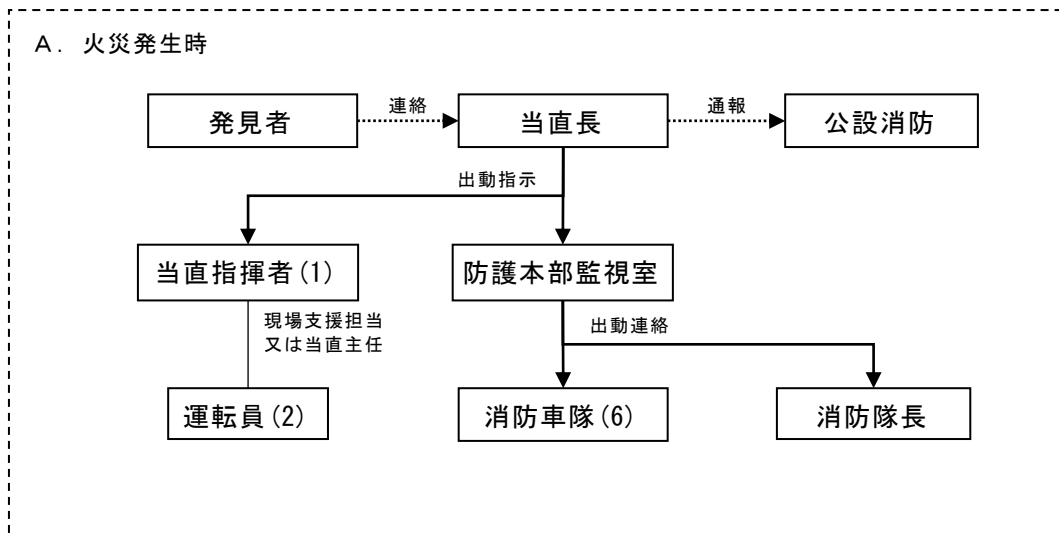 Ａ．火災発生時
発見者
連絡
当直長
通報
公設消防
出動指示
当直指揮者(1)
防護本部監視室
現場支援担当
又は当直主任
出動連絡
運転員(2)
消防車隊(6)
消防隊長